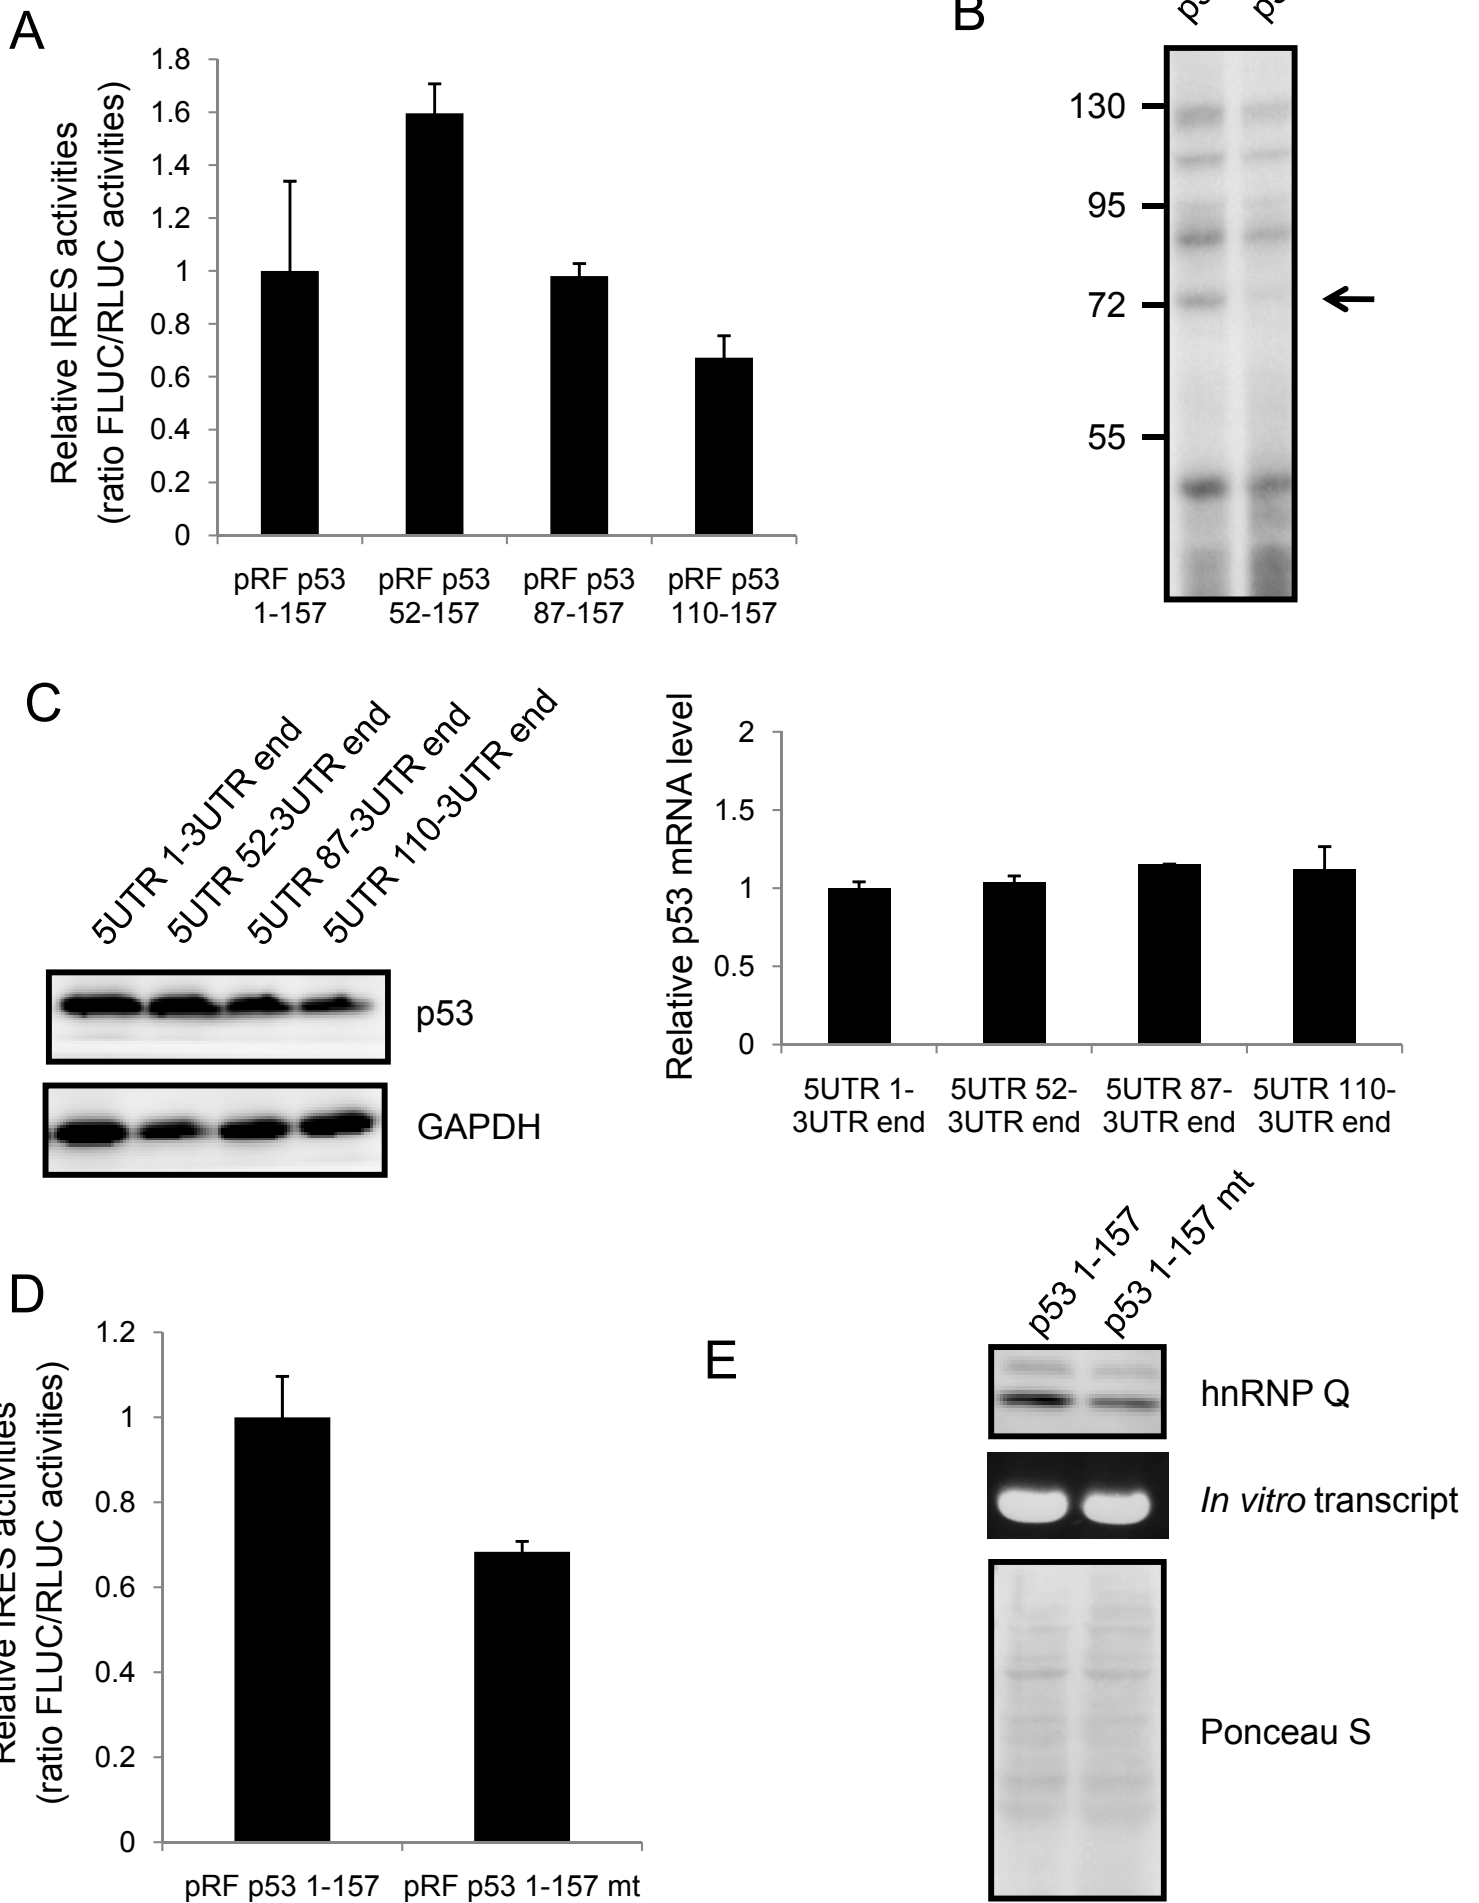 A
Relative IRES activities
(ratio FLUC/RLUC activities)
1.8
1.6
1.4
1.2
1
0.8
0.6
0.4
0.2
0
pRF p53
1-157
pRF p53
52-157
pRF p53
87-157
pRF p53
110-157
B
130
95
72
55
C
5UTR 1-3UTR end
5UTR 52-3UTR end
5UTR 87-3UTR end
5UTR 110-3UTR end
p53
GAPDH
Relative p53 mRNA level
2
1.5
1
0.5
0
5UTR 1-
3UTR end
5UTR 52-
3UTR end
5UTR 87-
3UTR end
5UTR 110-
3UTR end
D
Relative IRES activities
(ratio FLUC/RLUC activities)
1.2
1
0.8
0.6
0.4
0.2
0
pRF p53 1-157
pRF p53 1-157 mt
E
p53 1-157
p53 1-157 mt
hnRNP Q
In vitro transcript
Ponceau S